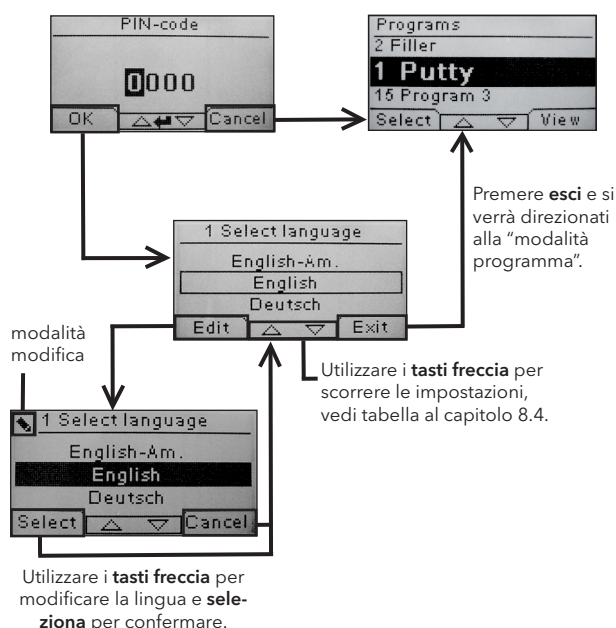 PIN-code
0000
OK
Cancel
Programs
2 Filler
1 Putty
15 Program 3
Select
View
Premere esci e si
verrà direzionati
alla “modalità
programma”.
1 Select language
English-Am.
English
Deutsch
Edit
Exit
Utilizzare i tasti freccia per
scorrere le impostazioni,
vedi tabella al capitolo 8.4.
modalità
modifica
1 Select language
English-Am.
English
Deutsch
Select
Cancel
Utilizzare i tasti freccia per
modificare la lingua e sele-
ziona per confermare.